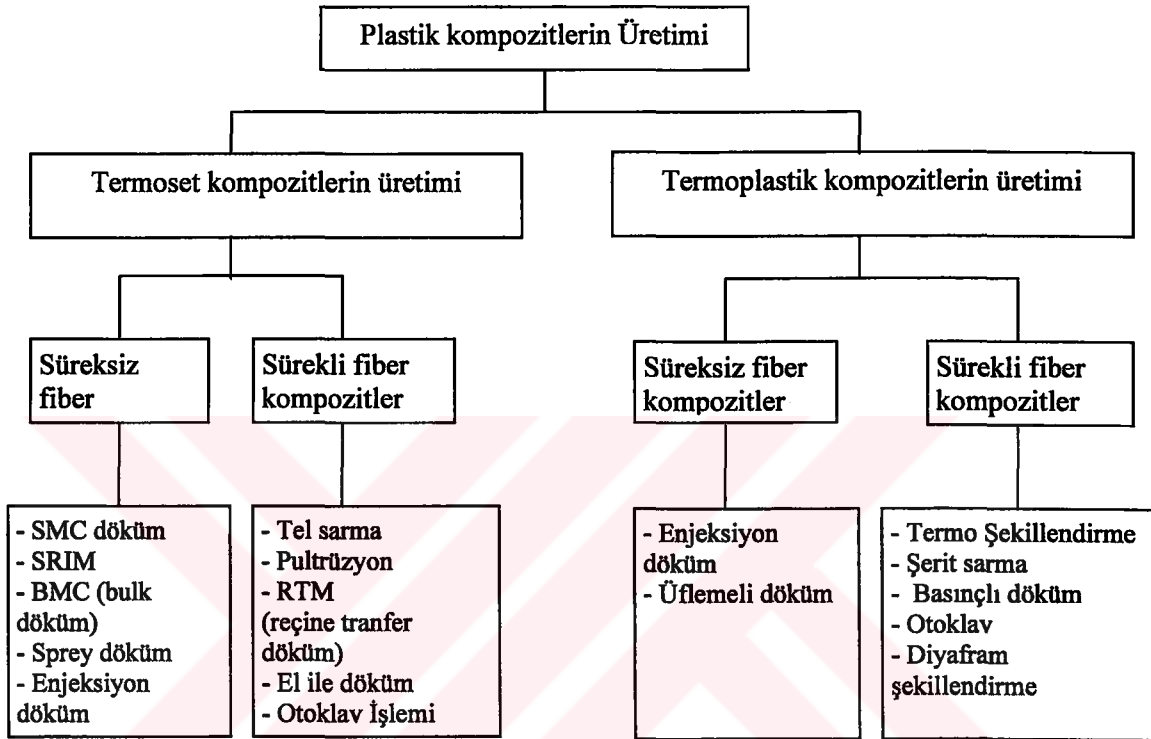 Plastik kompozitlerin Üretimi
Termoset kompozitlerin üretimi
Termoplastik kompozitlerin üretimi
Süreksiz
fiber
Sürekli fiber
kompozitler
Süreksiz fiber
kompozitler
Sürekli fiber
kompozitler
- SMC döküm
- SRIM
- BMC (bulk
döküm)
- Sprey döküm
- Enjeksiyon
döküm
- Tel sarma
- Pultrüzyon
- RTM
(reçine tranfer
döküm)
- El ile döküm
- Otoklav İşlemi
- Enjeksiyon
döküm
- Üflemeli döküm
- Termo Şekillendirme
- Şerit sarma
- Basınçlı döküm
- Otoklav
- Diyafram
şekillendirme